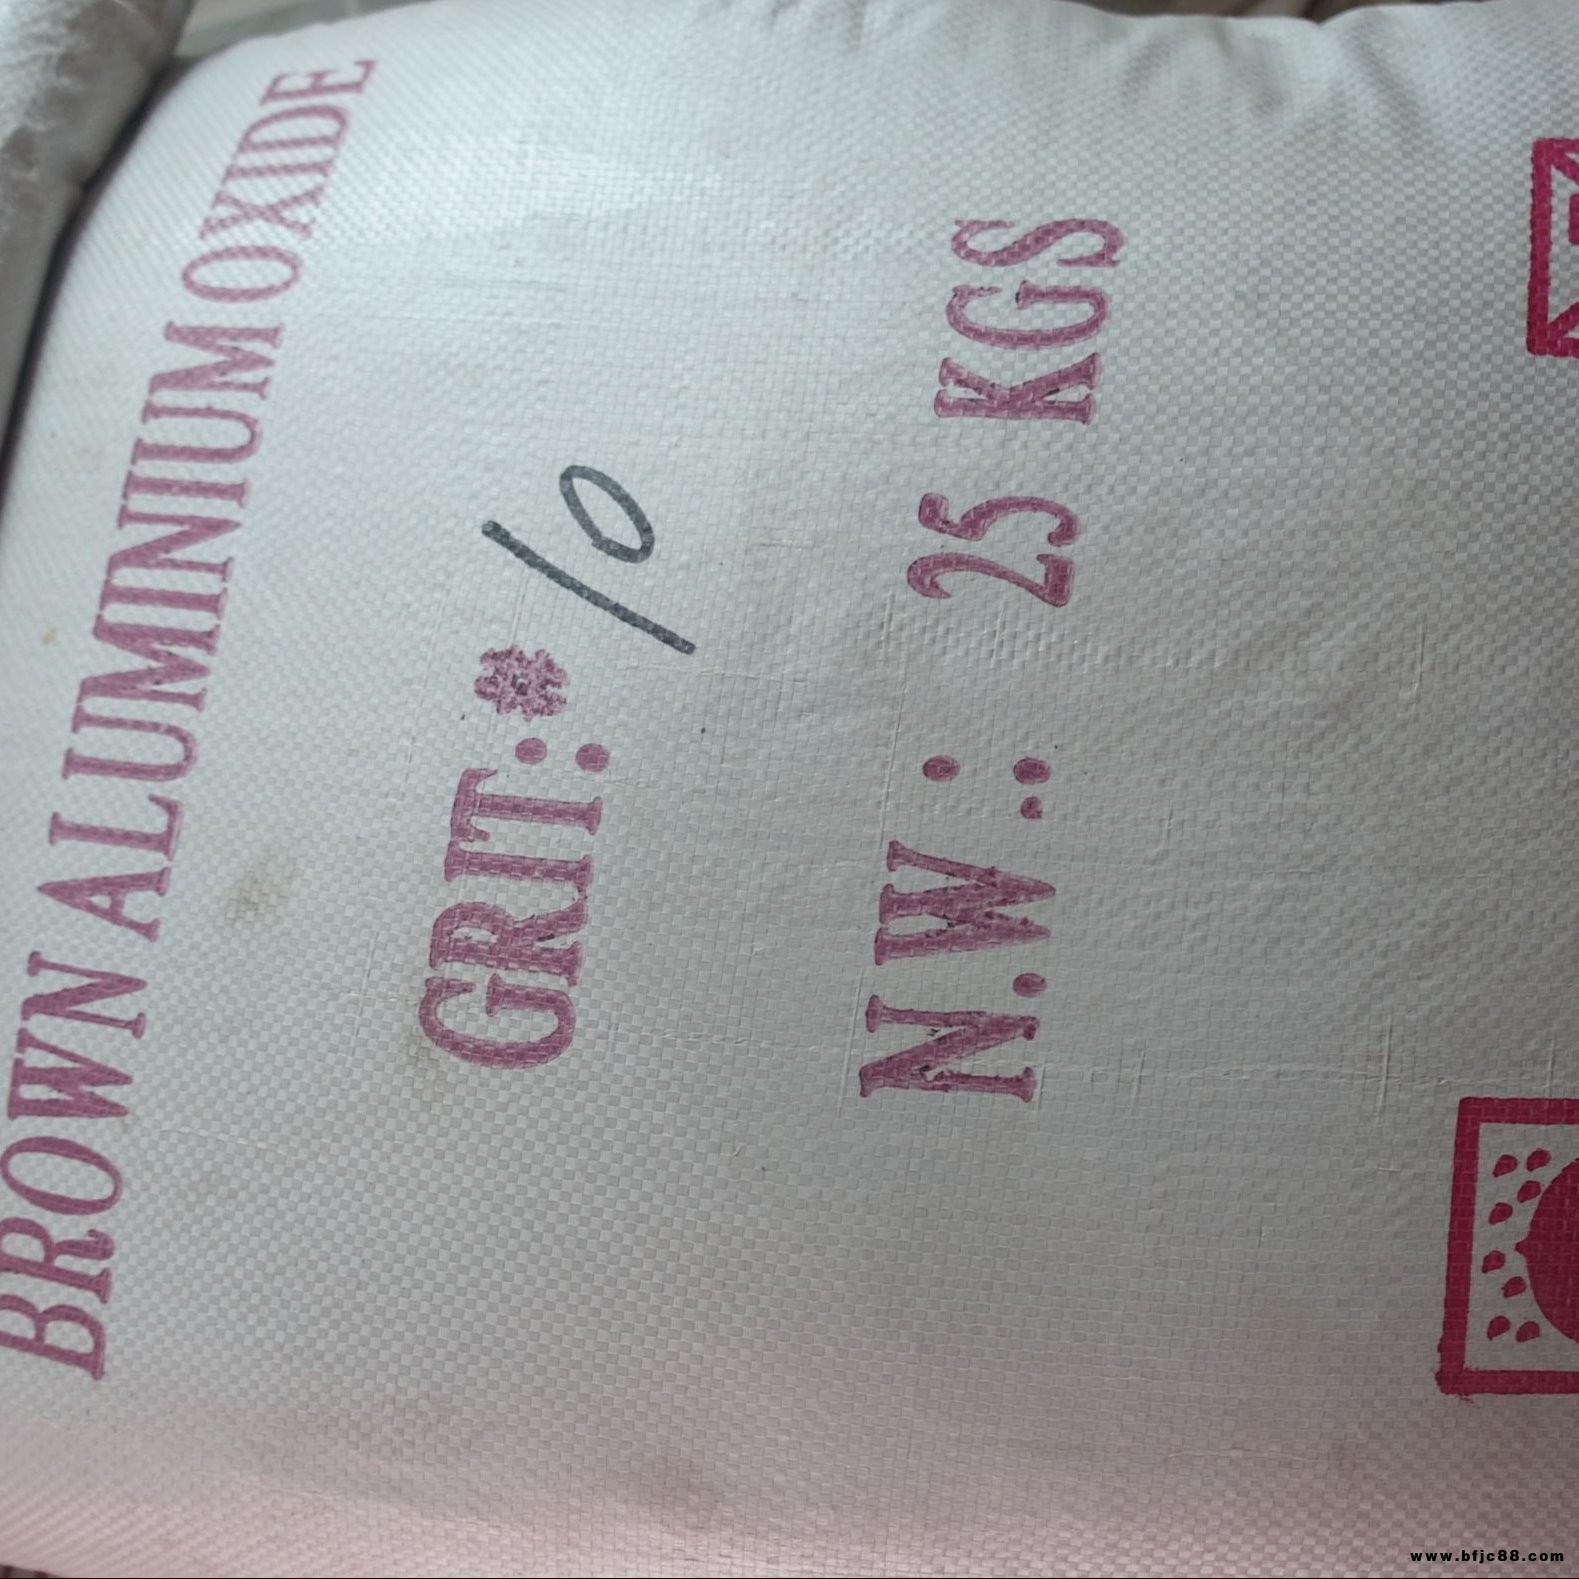 BROWN ALUMINIUM OXIDE
GRIT:# 10
N.W.: 25 KGS
www.bfjc88.com